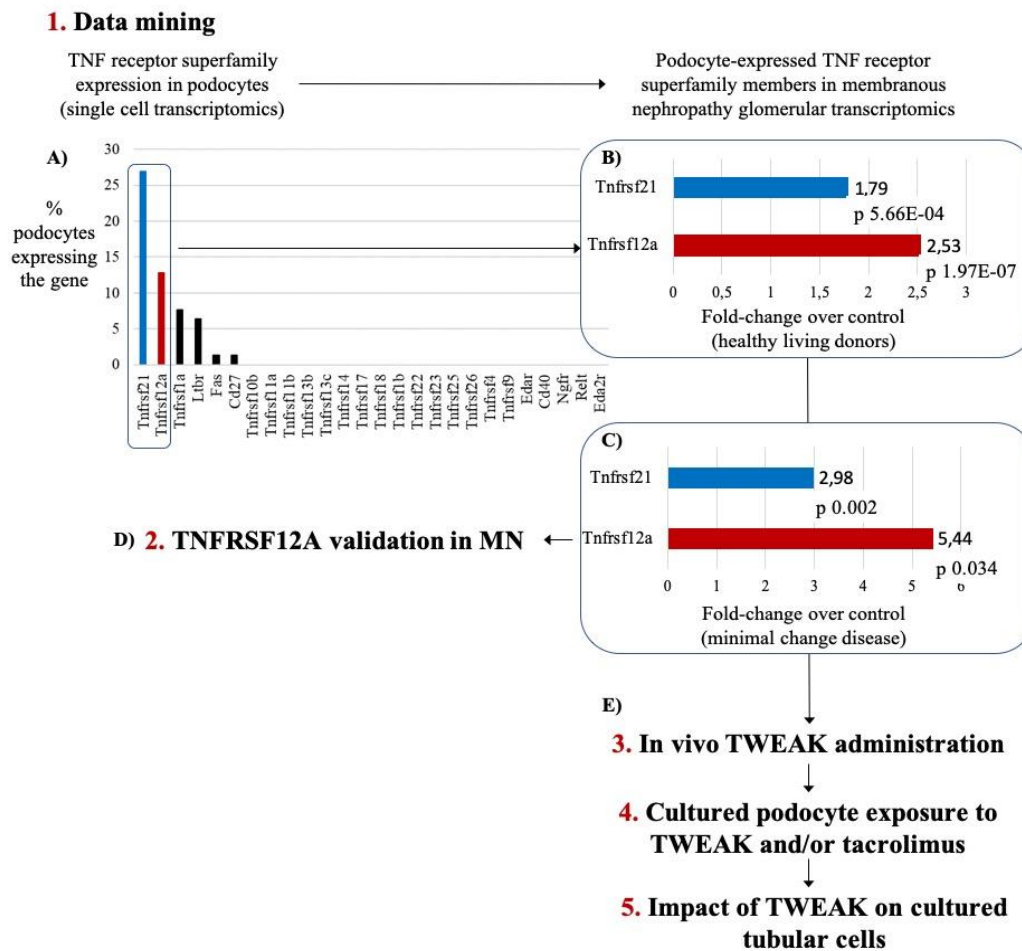 1. Data mining
TNF receptor superfamily
expression in podocytes
(single cell transcriptomics)
Podocyte-expressed TNF receptor
superfamily members in membranous
nephropathy glomerular transcriptomics
A)
%
podocytes
expressing
the gene
30
25
20
15
10
5
0
Tnfrsf21
Tnfrsf12a
Tnfrsf1a
Ltbr
Fas
Cd27
Tnfrsf10b
Tnfrsf11a
Tnfrsf11b
Tnfrsf13b
Tnfrsf13c
Tnfrsf14
Tnfrsf17
Tnfrsf18
Tnfrsf1b
Tnfrsf22
Tnfrsf23
Tnfrsf25
Tnfrsf26
Tnfrsf4
Tnfrsf9
Edar
Cd40
Ngfr
Relt
Eda2r
B)
Tnfrsf21
1,79
p 5.66E-04
Tnfrsf12a
2,53
p 1.97E-07
0 0,5 1 1,5 2 2,5 3
Fold-change over control
(healthy living donors)
C)
Tnfrsf21
2,98
p 0.002
Tnfrsf12a
5,44
p 0.034
0 1 2 3 4 5 6
Fold-change over control
(minimal change disease)
D) 2. TNFRSF12A validation in MN
E)
3. In vivo TWEAK administration
4. Cultured podocyte exposure to
TWEAK and/or tacrolimus
5. Impact of TWEAK on cultured
tubular cells